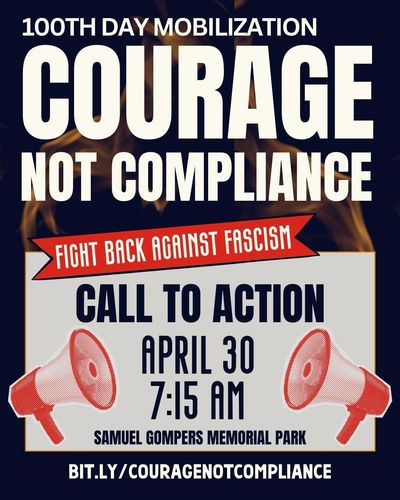 100TH DAY MOBILIZATION
COURAGE
NOT COMPLIANCE
FIGHT BACK AGAINST FASCISM
CALL TO ACTION
APRIL 30
7:15 AM
SAMUEL GOMPERS MEMORIAL PARK
BIT.LY/COURAGENOTCOMPLIANCE